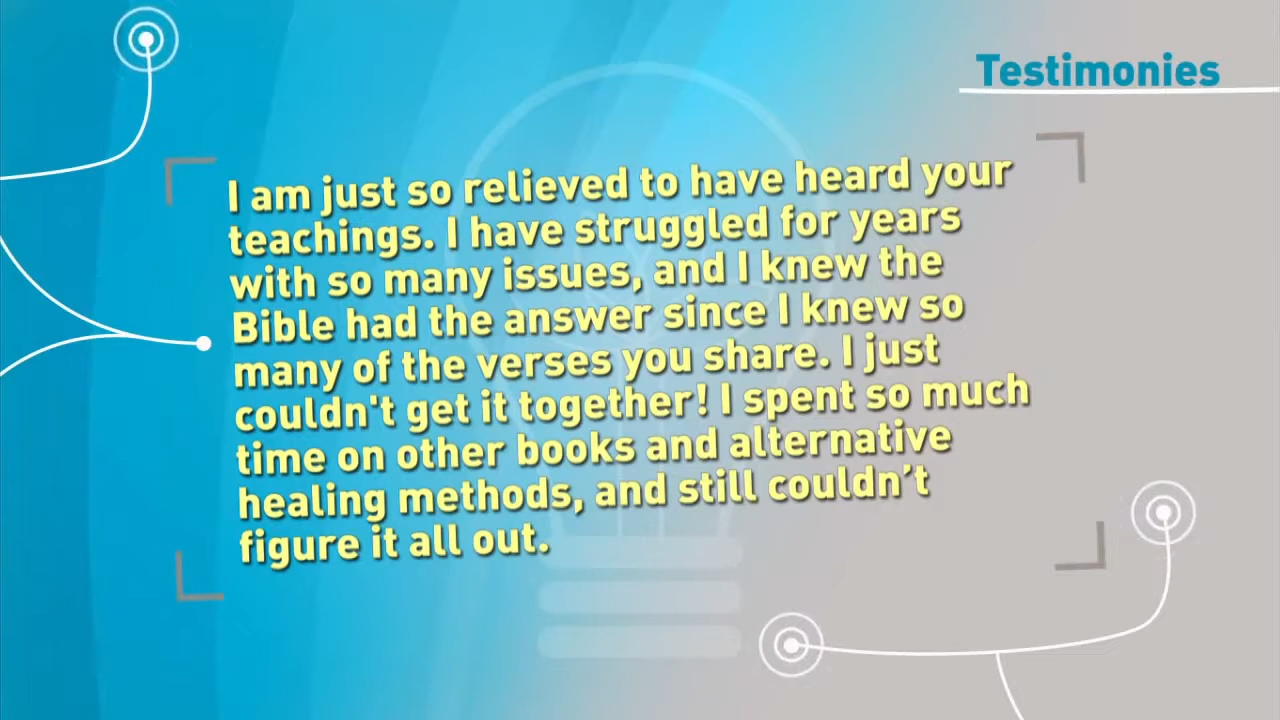 Testimonies
I am just so relieved to have heard your
teachings. I have struggled for years
with so many issues, and I knew the
Bible had the answer since I knew so
many of the verses you share. I just
couldn't get it together! I spent so much
time on other books and alternative
healing methods, and still couldn’t
figure it all out.